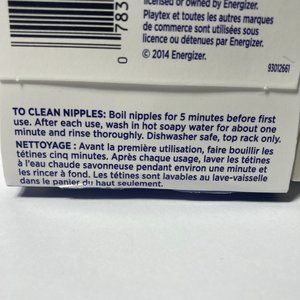 licensed or owned by Energizer.
Playtex et toutes les autres marques
de commerce sont utilisées sous
licence ou détenues par Energizer.
© 2014 Energizer.
93012661
0 783
TO CLEAN NIPPLES: Boil nipples for 5 minutes before first
use. After each use, wash in hot soapy water for about one
minute and rinse thoroughly. Dishwasher safe, top rack only.
NETTOYAGE : Avant la première utilisation, faire bouillir les
tétines cinq minutes. Après chaque usage, laver les tétines
à l'eau chaude savonneuse pendant environ une minute et
les rincer à fond. Les tétines sont lavables au lave-vaisselle
dans le panier du haut seulement.